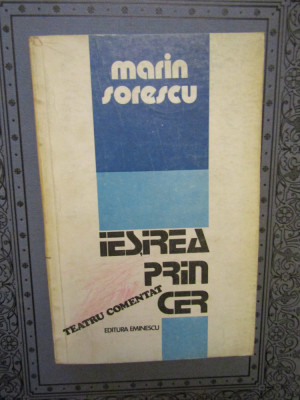 marin
sorescu
IEŞIREA
PRIN
CER
TEATRU COMENTAT
EDITURA EMINESCU